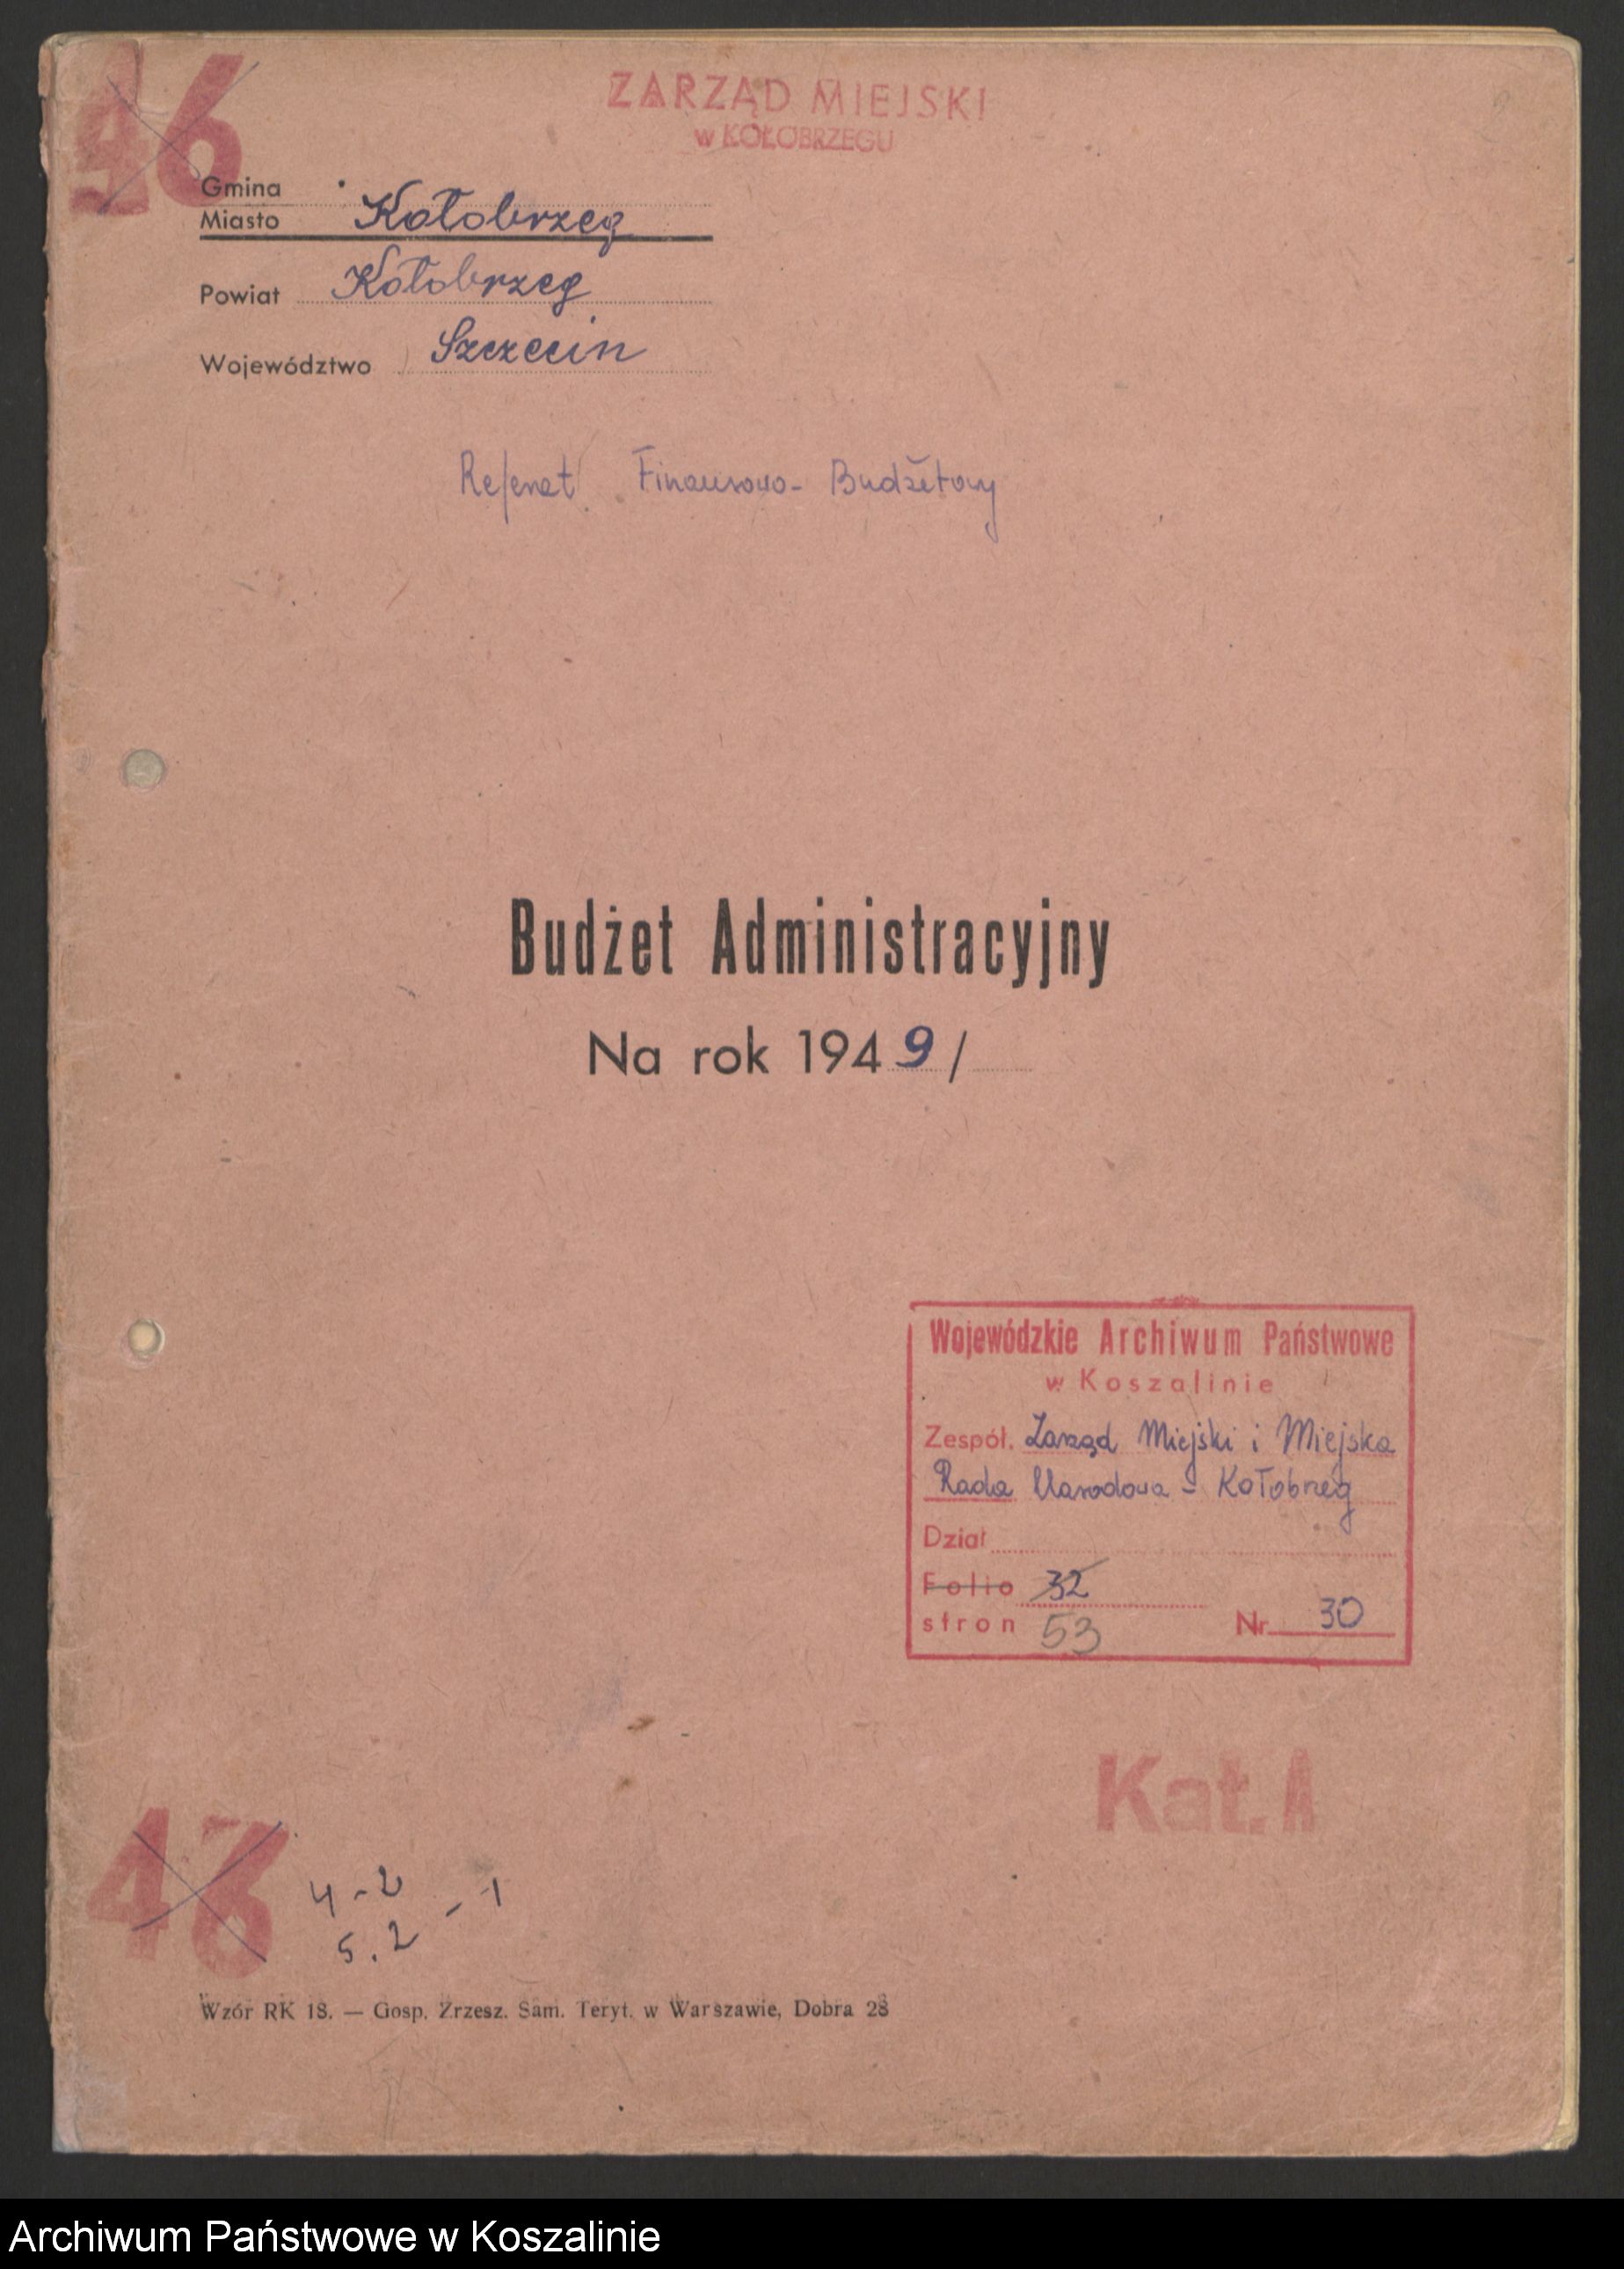 46
ZARZĄD MIEJSKI
w KOŁOBRZEGU
Gmina
Miasto Kołobrzeg
Powiat Kołobrzeg
Województwo Szczecin
Referat Finansowo-Budżetowy
Budżet Administracyjny
Na rok 1949/
Wojewódzkie Archiwum Państwowe
w Koszalinie
Zespół. Zarząd Miejski i Miejska
Rada Narodowa - Kołobrzeg
Dział
Folio 32
stron 53 Nr 30
Kat. A
4-2
5.2 - 1
Wzór RK 18. — Gosp. Zrzesz. Sam. Teryt. w Warszawie, Dobra 28
Archiwum Państwowe w Koszalinie